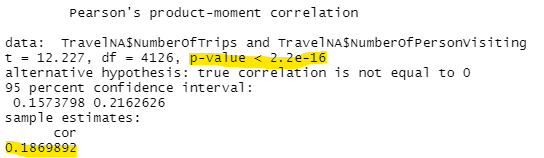 Pearson's product-moment correlation
data: TravelNA$NumberOfTrips and TravelNA$NumberOfPersonVisiting
t = 12.227, df = 4126, p-value < 2.2e-16
alternative hypothesis: true correlation is not equal to 0
95 percent confidence interval:
0.1573798 0.2162626
sample estimates:
cor
0.1869892